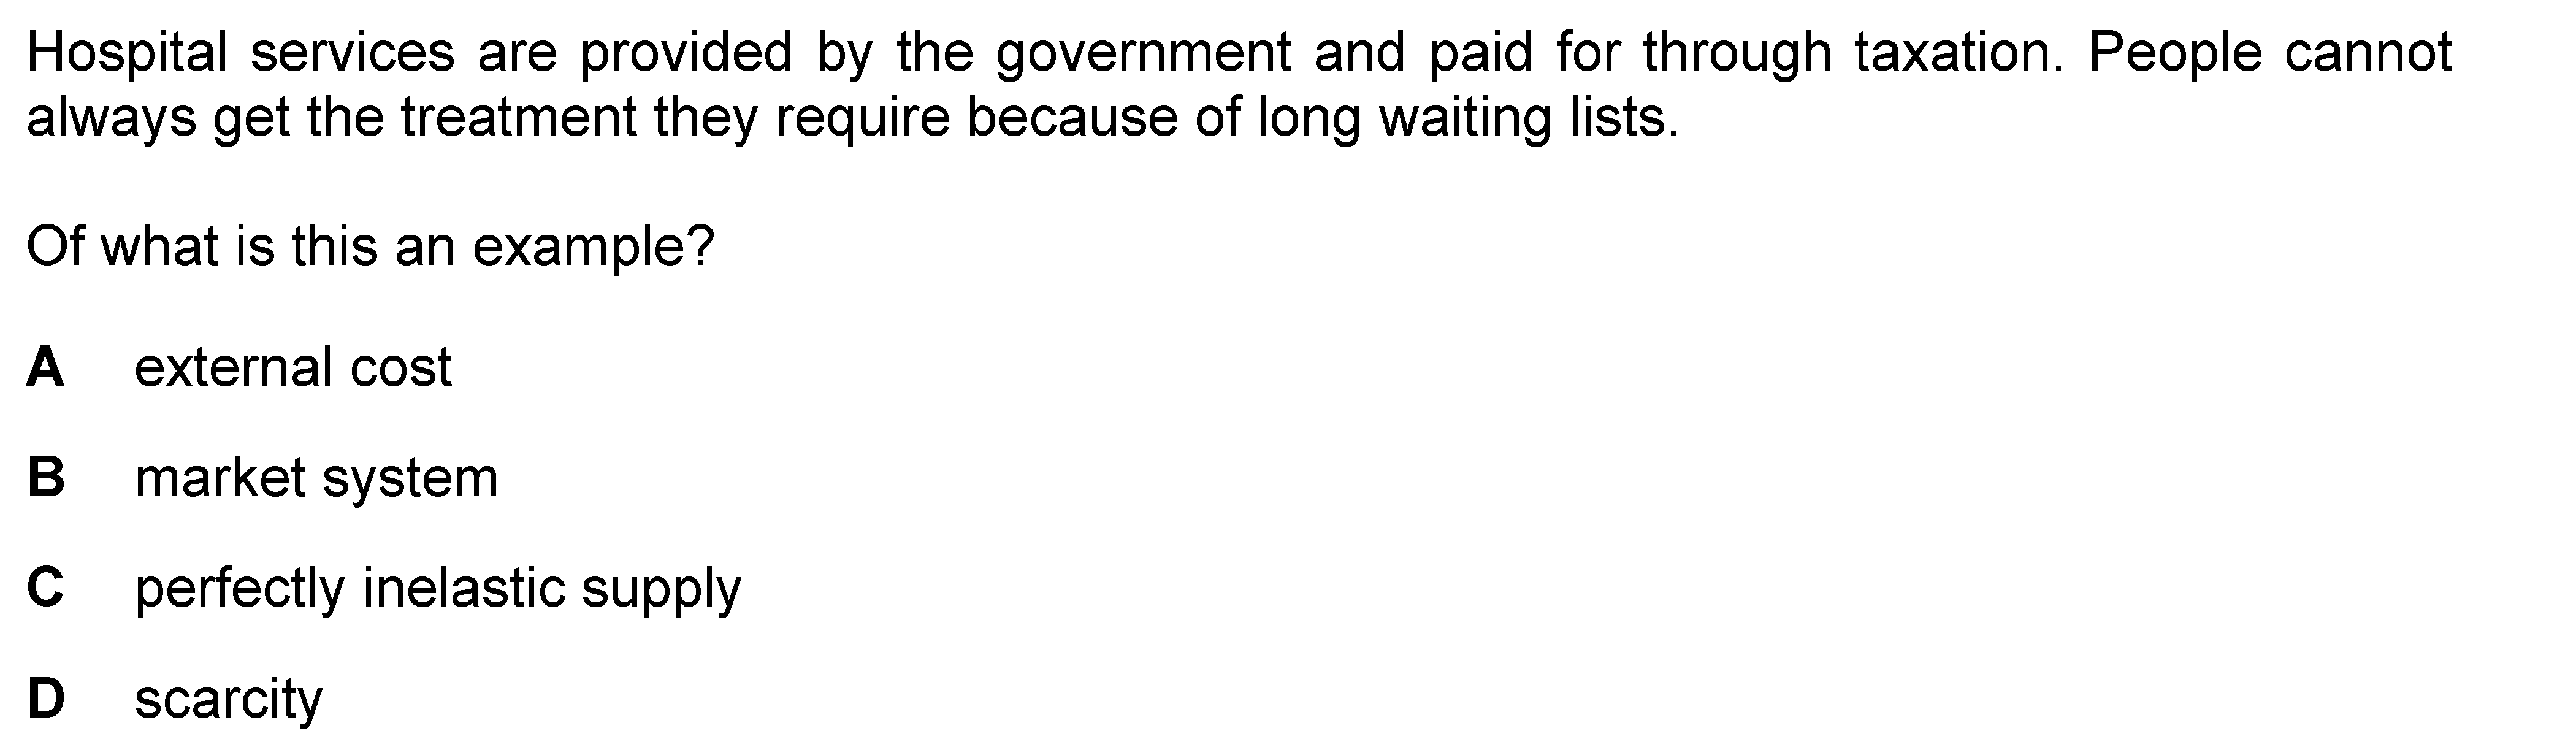 Hospital services are provided by the government and paid for through taxation. People cannot
always get the treatment they require because of long waiting lists.
Of what is this an example?
A external cost
B market system
C perfectly inelastic supply
D scarcity